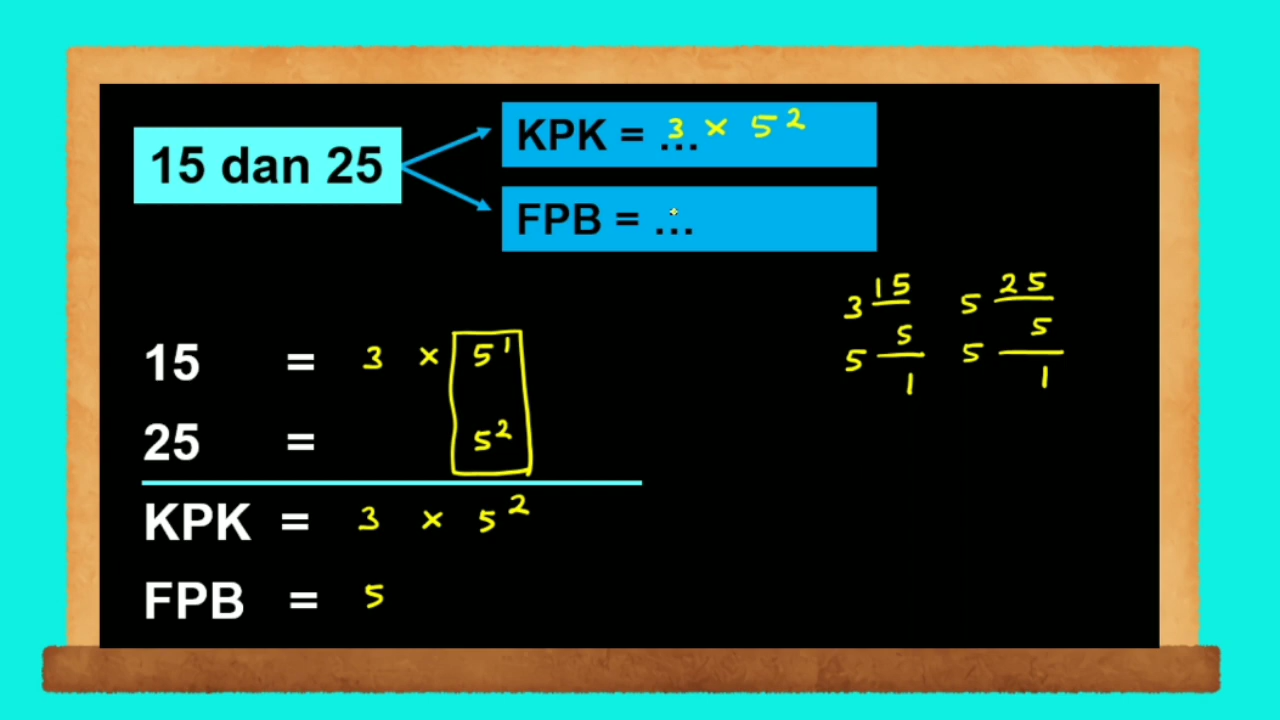 15 dan 25
KPK = ... 3 × 5²
FPB = ...
3 15
5
5
1
5 25
5
5
1
15 = 3 × 5¹
25 = 5²
KPK = 3 × 5²
FPB = 5